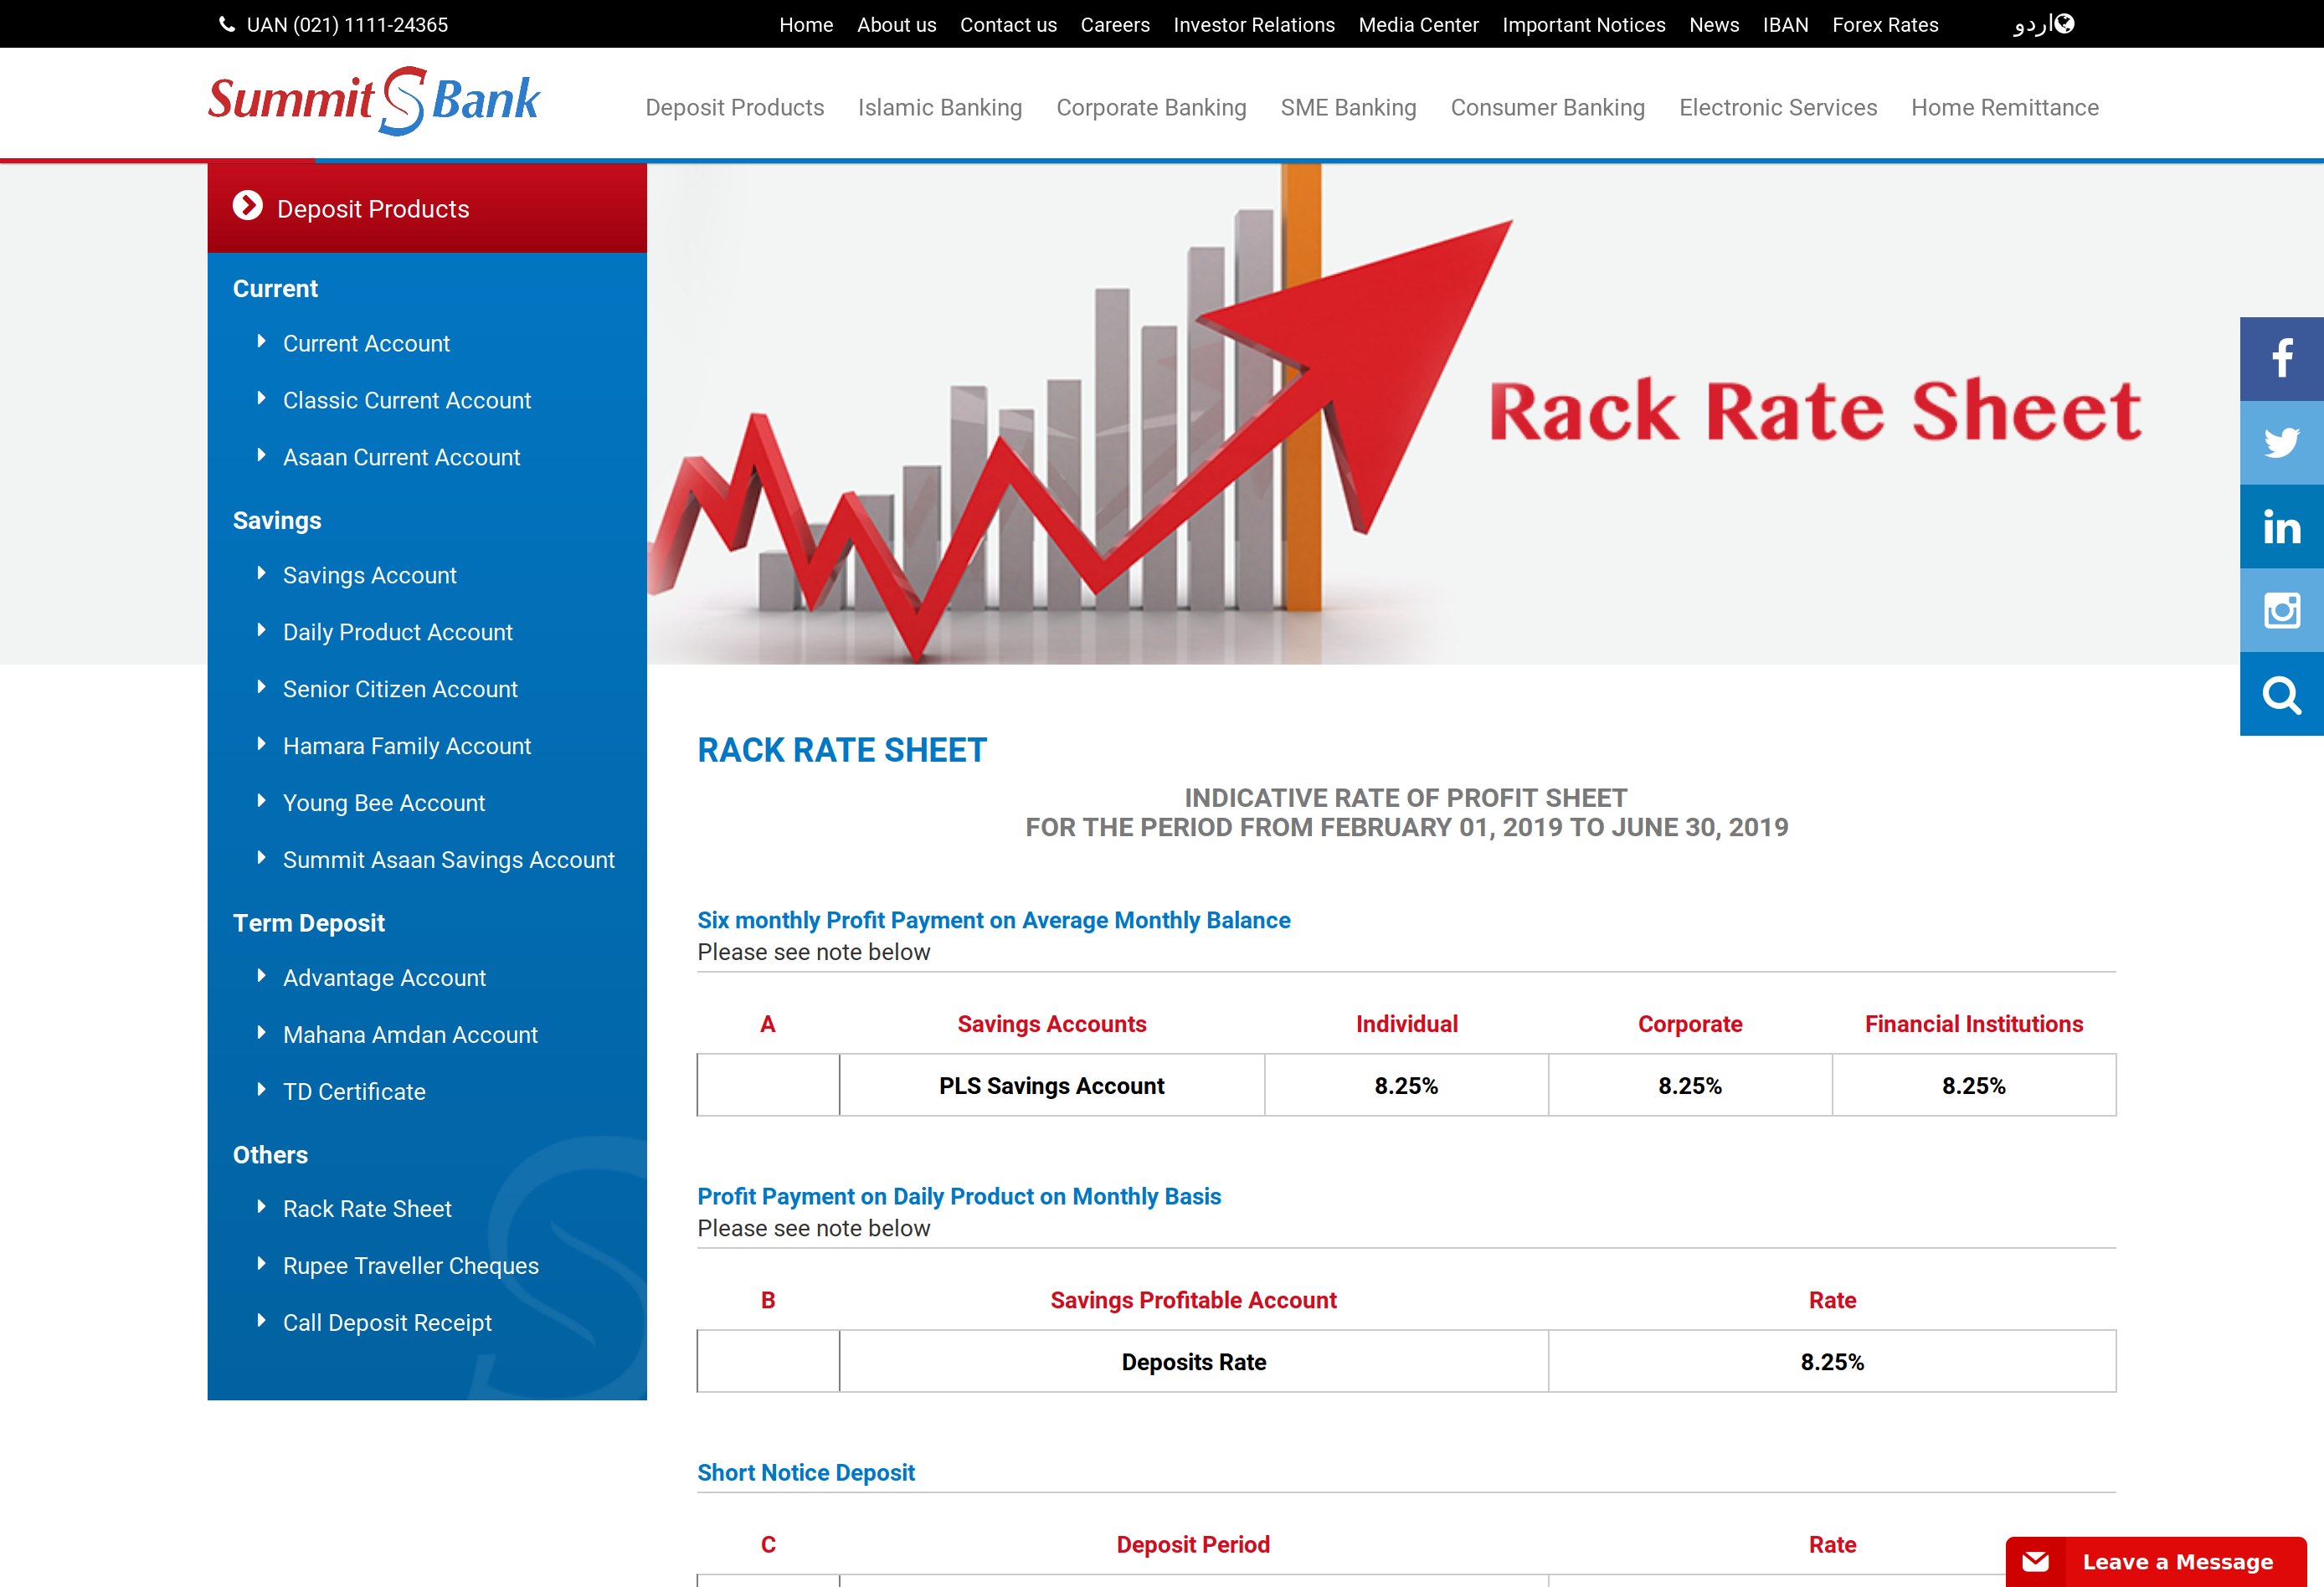 UAN (021) 1111-24365
Home About us Contact us Careers Investor Relations Media Center Important Notices News IBAN Forex Rates اردو
Summit S Bank
Deposit Products Islamic Banking Corporate Banking SME Banking Consumer Banking Electronic Services Home Remittance
Deposit Products
Current
Current Account
Classic Current Account
Asaan Current Account
Savings
Savings Account
Daily Product Account
Senior Citizen Account
Hamara Family Account
Young Bee Account
Summit Asaan Savings Account
Term Deposit
Advantage Account
Mahana Amdan Account
TD Certificate
Others
Rack Rate Sheet
Rupee Traveller Cheques
Call Deposit Receipt
Rack Rate Sheet
RACK RATE SHEET
INDICATIVE RATE OF PROFIT SHEET
FOR THE PERIOD FROM FEBRUARY 01, 2019 TO JUNE 30, 2019
Six monthly Profit Payment on Average Monthly Balance
Please see note below
A Savings Accounts Individual Corporate Financial Institutions
PLS Savings Account 8.25% 8.25% 8.25%
Profit Payment on Daily Product on Monthly Basis
Please see note below
B Savings Profitable Account Rate
Deposits Rate 8.25%
Short Notice Deposit
C Deposit Period Rate
Leave a Message